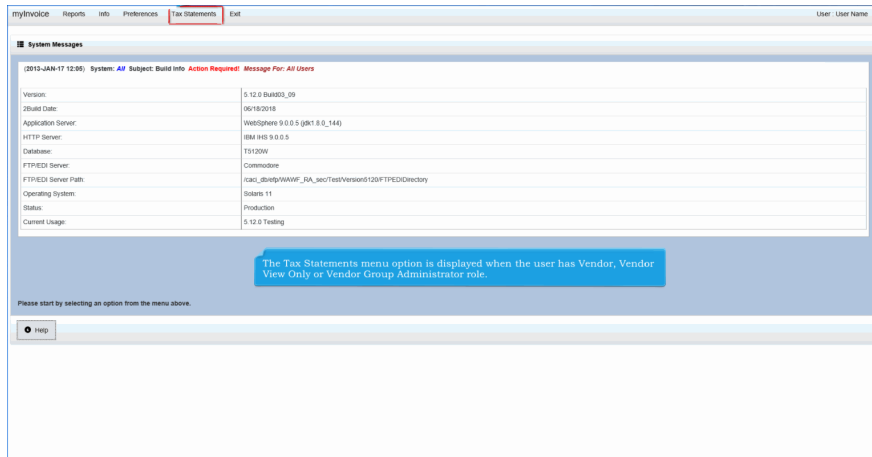 myInvoice Reports Info Preferences Tax Statements Exit User : User Name
System Messages
(2013-JAN-17 12:05) System: All Subject: Build Info Action Required! Message For: All Users
Version: 5.12.0 Build03_09
2Build Date: 06/18/2018
Application Server: WebSphere 9.0.0.5 (jdk1.8.0_144)
HTTP Server: IBM IHS 9.0.0.5
Database: T5120W
FTP/EDI Server: Commodore
FTP/EDI Server Path: /caci_db/efp/WAWF_RA_sec/Test/Version5120/FTPEDIDirectory
Operating System: Solaris 11
Status: Production
Current Usage: 5.12.0 Testing
The Tax Statements menu option is displayed when the user has Vendor, Vendor
View Only or Vendor Group Administrator role.
Please start by selecting an option from the menu above.
Help